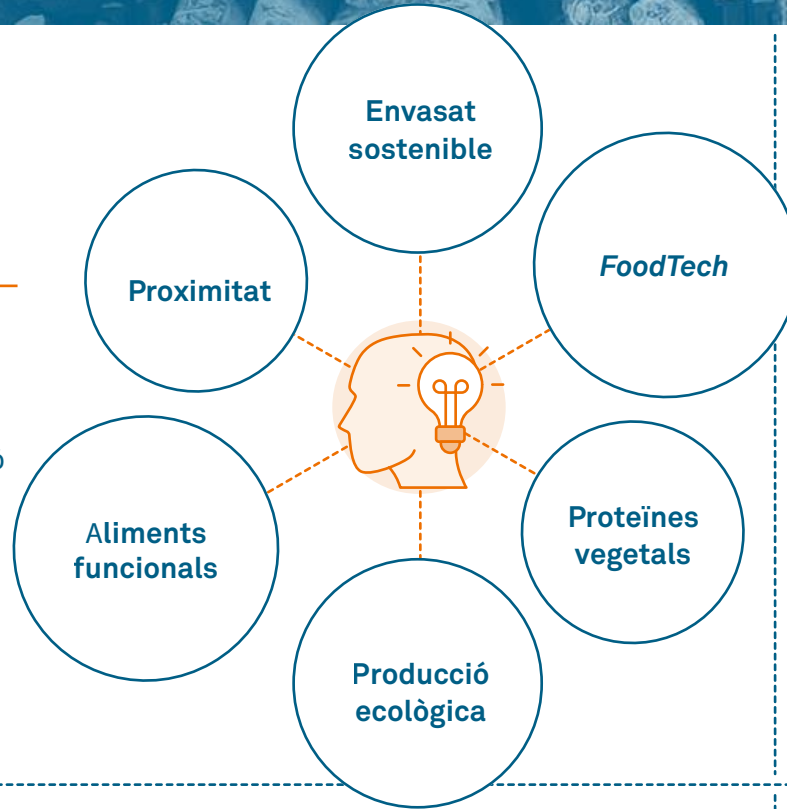 Envasat
sostenible
FoodTech
Proximitat
Proteïnes
vegetals
Aliments
funcionals
Producció
ecològica